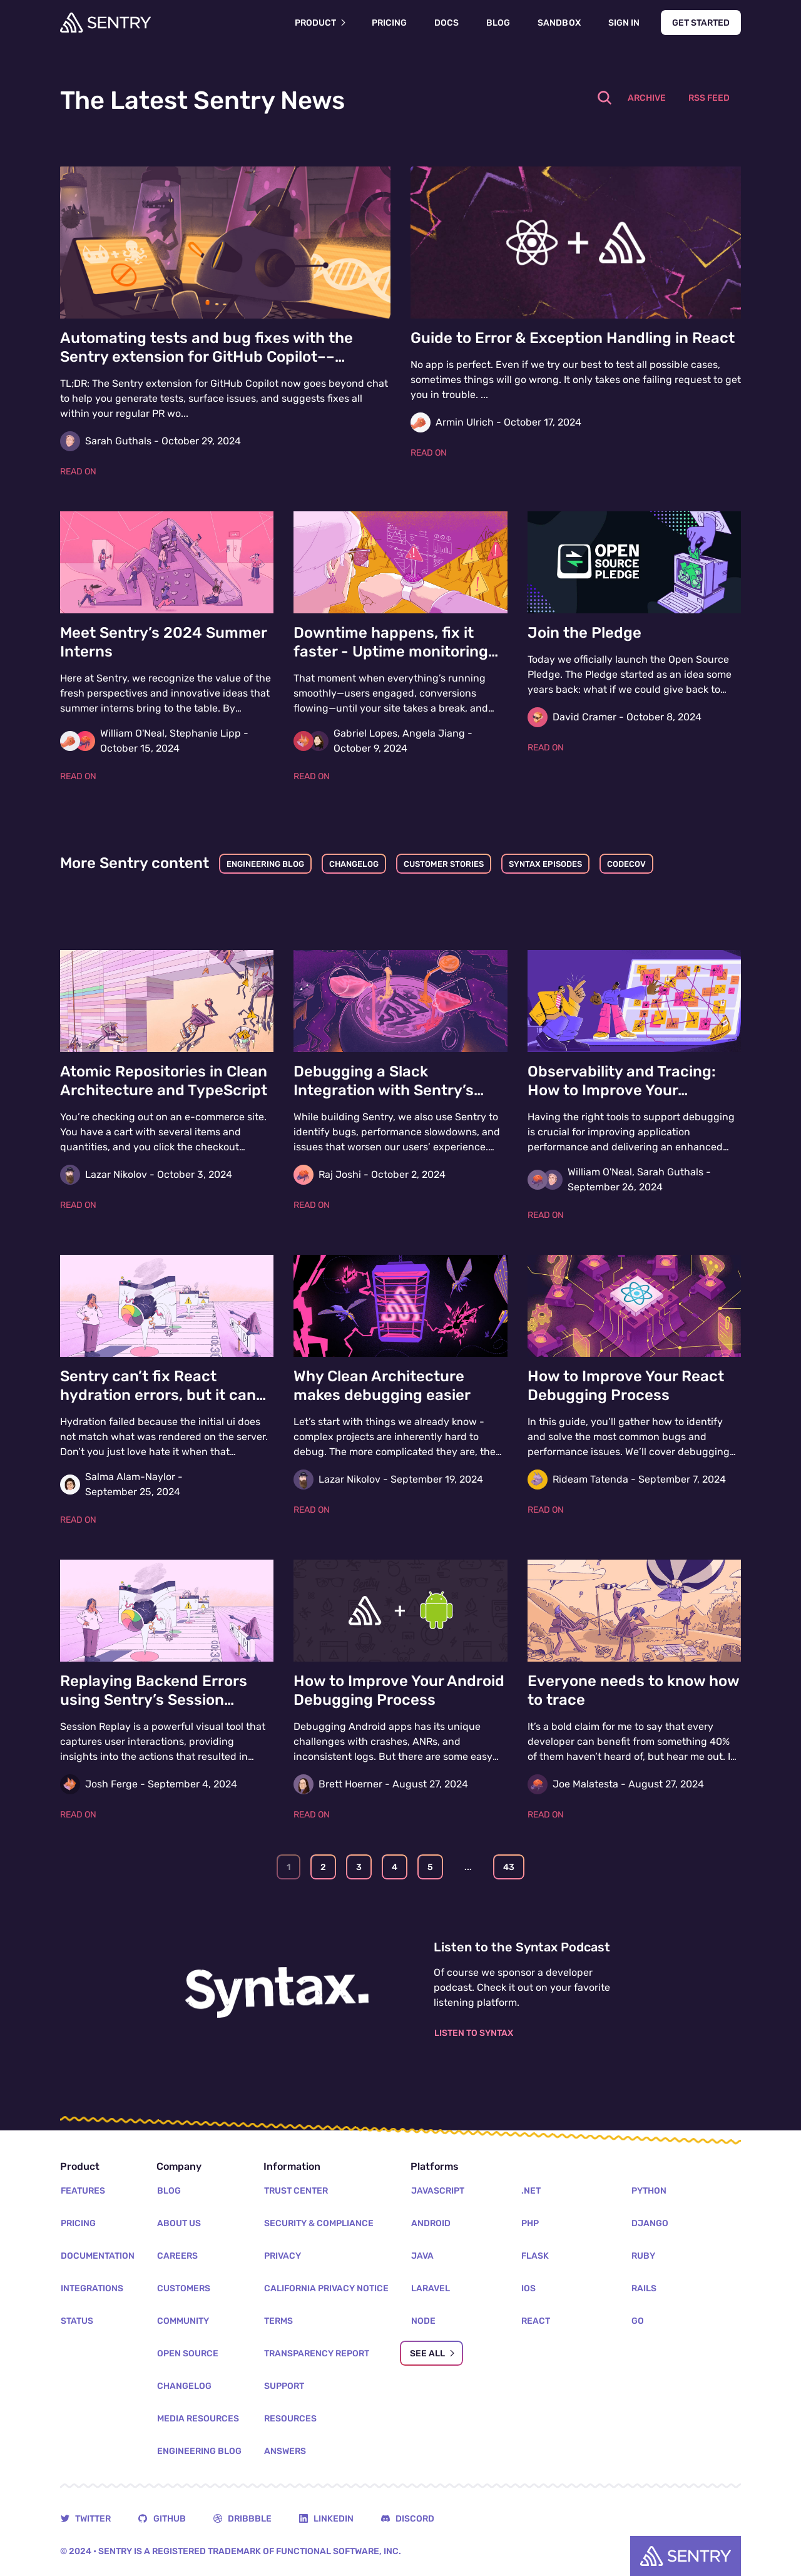 SENTRY
PRODUCT
PRICING
DOCS
BLOG
SANDBOX
SIGN IN
GET STARTED
The Latest Sentry News
ARCHIVE
RSS FEED
Automating tests and bug fixes with the
Sentry extension for GitHub Copilot––...
TL;DR: The Sentry extension for GitHub Copilot now goes beyond chat
to help you generate tests, surface issues, and suggests fixes all
within your regular PR wo...
Sarah Guthals - October 29, 2024
READ ON
Guide to Error & Exception Handling in React
No app is perfect. Even if we try our best to test all possible cases,
sometimes things will go wrong. It only takes one failing request to get
you in trouble. ...
Armin Ulrich - October 17, 2024
READ ON
Meet Sentry’s 2024 Summer
Interns
Here at Sentry, we recognize the value of the
fresh perspectives and innovative ideas that
summer interns bring to the table. By...
William O'Neal, Stephanie Lipp -
October 15, 2024
READ ON
Downtime happens, fix it
faster - Uptime monitoring...
That moment when everything’s running
smoothly—users engaged, conversions
flowing—until your site takes a break, and...
Gabriel Lopes, Angela Jiang -
October 9, 2024
READ ON
OPEN
SOURCE
PLEDGE
Join the Pledge
Today we officially launch the Open Source
Pledge. The Pledge started as an idea some
years back: what if we could give back to...
David Cramer - October 8, 2024
READ ON
More Sentry content
ENGINEERING BLOG
CHANGELOG
CUSTOMER STORIES
SYNTAX EPISODES
CODECOV
Atomic Repositories in Clean
Architecture and TypeScript
You’re checking out on an e-commerce site.
You have a cart with several items and
quantities, and you click the checkout...
Lazar Nikolov - October 3, 2024
READ ON
Debugging a Slack
Integration with Sentry’s...
While building Sentry, we also use Sentry to
identify bugs, performance slowdowns, and
issues that worsen our users’ experience....
Raj Joshi - October 2, 2024
READ ON
Observability and Tracing:
How to Improve Your...
Having the right tools to support debugging
is crucial for improving application
performance and delivering an enhanced...
William O'Neal, Sarah Guthals -
September 26, 2024
READ ON
Sentry can’t fix React
hydration errors, but it can...
Hydration failed because the initial ui does
not match what was rendered on the server.
Don’t you just love hate it when that...
Salma Alam-Naylor -
September 25, 2024
READ ON
Why Clean Architecture
makes debugging easier
Let’s start with things we already know -
complex projects are inherently hard to
debug. The more complicated they are, the...
Lazar Nikolov - September 19, 2024
READ ON
How to Improve Your React
Debugging Process
In this guide, you’ll gather how to identify
and solve the most common bugs and
performance issues. We’ll cover debugging...
Rideam Tatenda - September 7, 2024
READ ON
Replaying Backend Errors
using Sentry’s Session...
Session Replay is a powerful visual tool that
captures user interactions, providing
insights into the actions that resulted in...
Josh Ferge - September 4, 2024
READ ON
How to Improve Your Android
Debugging Process
Debugging Android apps has its unique
challenges with crashes, ANRs, and
inconsistent logs. But there are some easy...
Brett Hoerner - August 27, 2024
READ ON
Everyone needs to know how
to trace
It’s a bold claim for me to say that every
developer can benefit from something 40%
of them haven’t heard of, but hear me out. I...
Joe Malatesta - August 27, 2024
READ ON
1
2
3
4
5
...
43
Syntax.
Listen to the Syntax Podcast
Of course we sponsor a developer
podcast. Check it out on your favorite
listening platform.
LISTEN TO SYNTAX
Product
FEATURES
PRICING
DOCUMENTATION
INTEGRATIONS
STATUS
Company
BLOG
ABOUT US
CAREERS
CUSTOMERS
COMMUNITY
OPEN SOURCE
CHANGELOG
MEDIA RESOURCES
ENGINEERING BLOG
Information
TRUST CENTER
SECURITY & COMPLIANCE
PRIVACY
CALIFORNIA PRIVACY NOTICE
TERMS
TRANSPARENCY REPORT
SUPPORT
RESOURCES
ANSWERS
Platforms
JAVASCRIPT
ANDROID
JAVA
LARAVEL
NODE
.NET
PHP
FLASK
IOS
REACT
PYTHON
DJANGO
RUBY
RAILS
GO
SEE ALL
TWITTER
GITHUB
DRIBBBLE
LINKEDIN
DISCORD
© 2024 • SENTRY IS A REGISTERED TRADEMARK OF FUNCTIONAL SOFTWARE, INC.
SENTRY